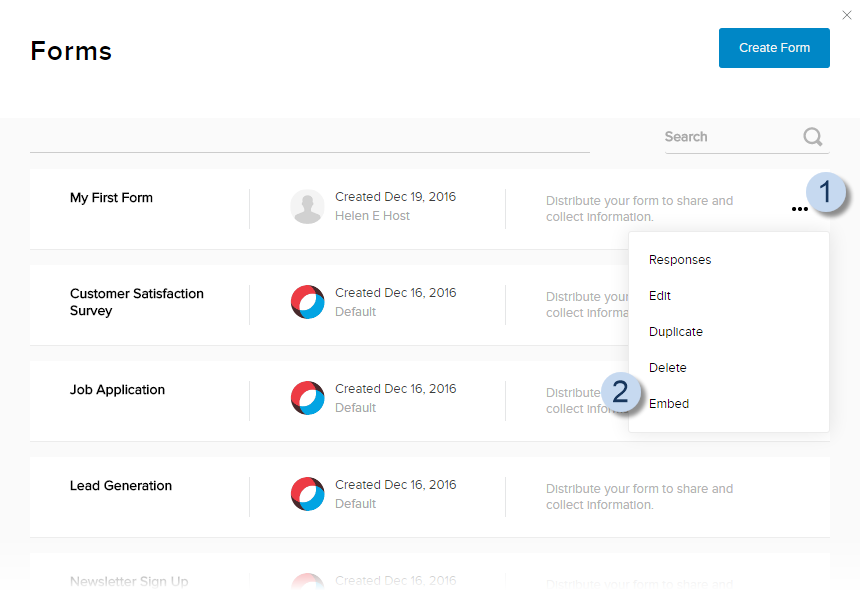 Forms
Create Form
Search
My First Form
Created Dec 19, 2016
Helen E Host
Distribute your form to share and
collect information.
1
Responses
Edit
Duplicate
Delete
Embed
2
Customer Satisfaction
Survey
Created Dec 16, 2016
Default
Distribute your
collect informa
Job Application
Created Dec 16, 2016
Default
Distribute
collect infor
Lead Generation
Created Dec 16, 2016
Default
Distribute your form to share and
collect information.
Newsletter Sign Up
Created Dec 16, 2016
Distribute your form to share and